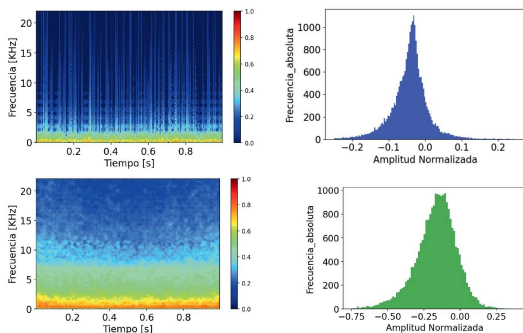 Frecuencia [KHz]
20
15
10
5
0
0.2 0.4 0.6 0.8
Tiempo [s]
1.0
0.8
0.6
0.4
0.2
0.0
Frecuencia_absoluta
1000
800
600
400
200
0
-0.2 -0.1 0.0 0.1 0.2
Amplitud Normalizada
Frecuencia [KHz]
20
15
10
5
0
0.2 0.4 0.6 0.8
Tiempo [s]
1.0
0.8
0.6
0.4
0.2
0.0
Frecuencia_absoluta
1000
800
600
400
200
0
-0.75 -0.50 -0.25 0.00 0.25
Amplitud Normalizada